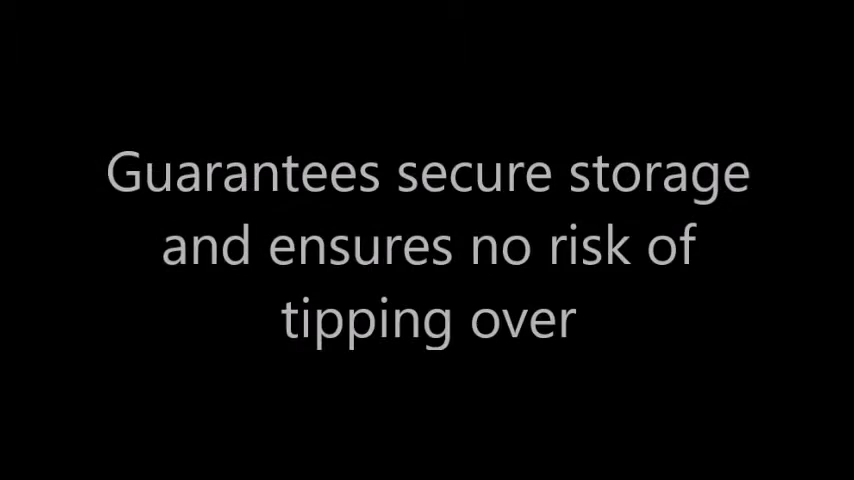 Guarantees secure storage
and ensures no risk of
tipping over